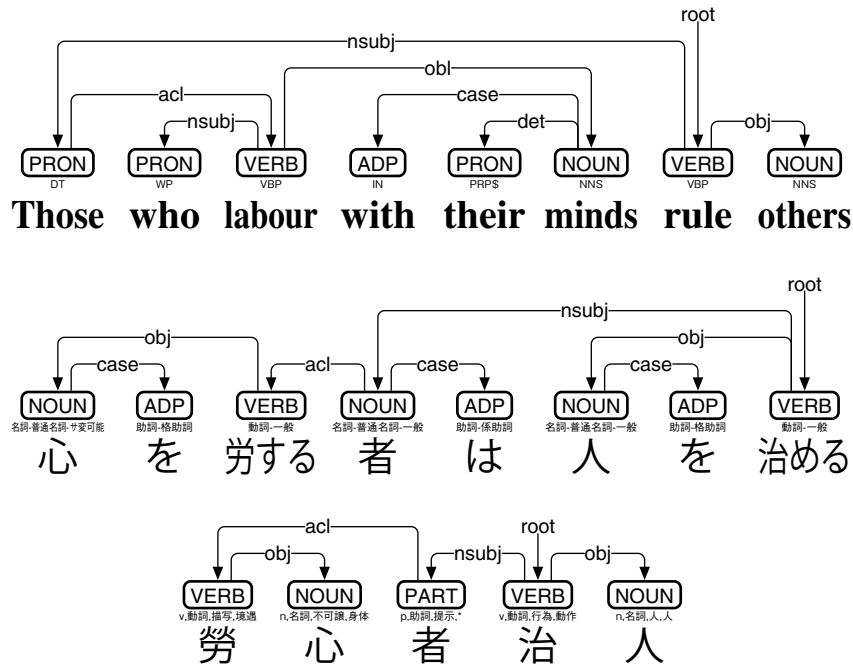 root
nsubj
obl
acl case
nsubj det obj
PRON PRON VERB ADP PRON NOUN VERB NOUN
DT WP VBP IN PRP$ NNS VBP NNS
Those who labour with their minds rule others
root
nsubj
obj obj
case acl case case
NOUN ADP VERB NOUN ADP NOUN ADP VERB
名詞-普通名詞-サ変可能 助詞-格助詞 動詞-一般 名詞-普通名詞-一般 助詞-係助詞 名詞-普通名詞-一般 助詞-格助詞 動詞-一般
心 を 労する 者 は 人 を 治める
acl root
obj nsubj obj
VERB NOUN PART VERB NOUN
v,動詞,描写,境遇 n,名詞,不可譲,身体 p,助詞,提示,* v,動詞,行為,動作 n,名詞,人,人
勞 心 者 治 人